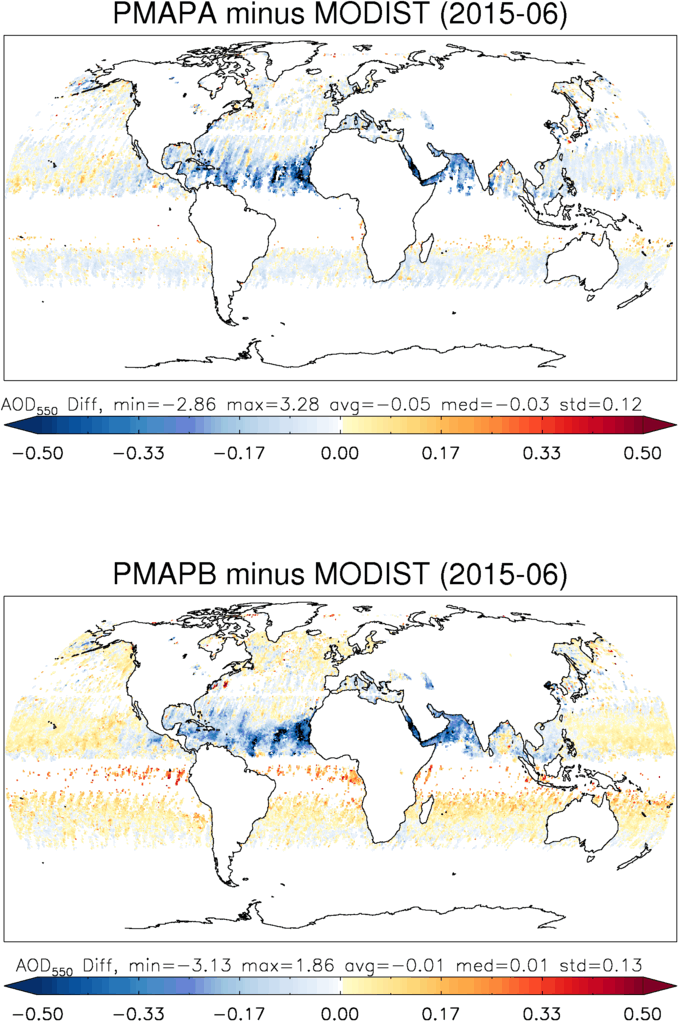 PMAPA minus MODIST (2015-06)
AOD₅₅₀ Diff, min=−2.86 max=3.28 avg=−0.05 med=−0.03 std=0.12
−0.50 −0.33 −0.17 0.00 0.17 0.33 0.50
PMAPB minus MODIST (2015-06)
AOD₅₅₀ Diff, min=−3.13 max=1.86 avg=−0.01 med=0.01 std=0.13
−0.50 −0.33 −0.17 0.00 0.17 0.33 0.50